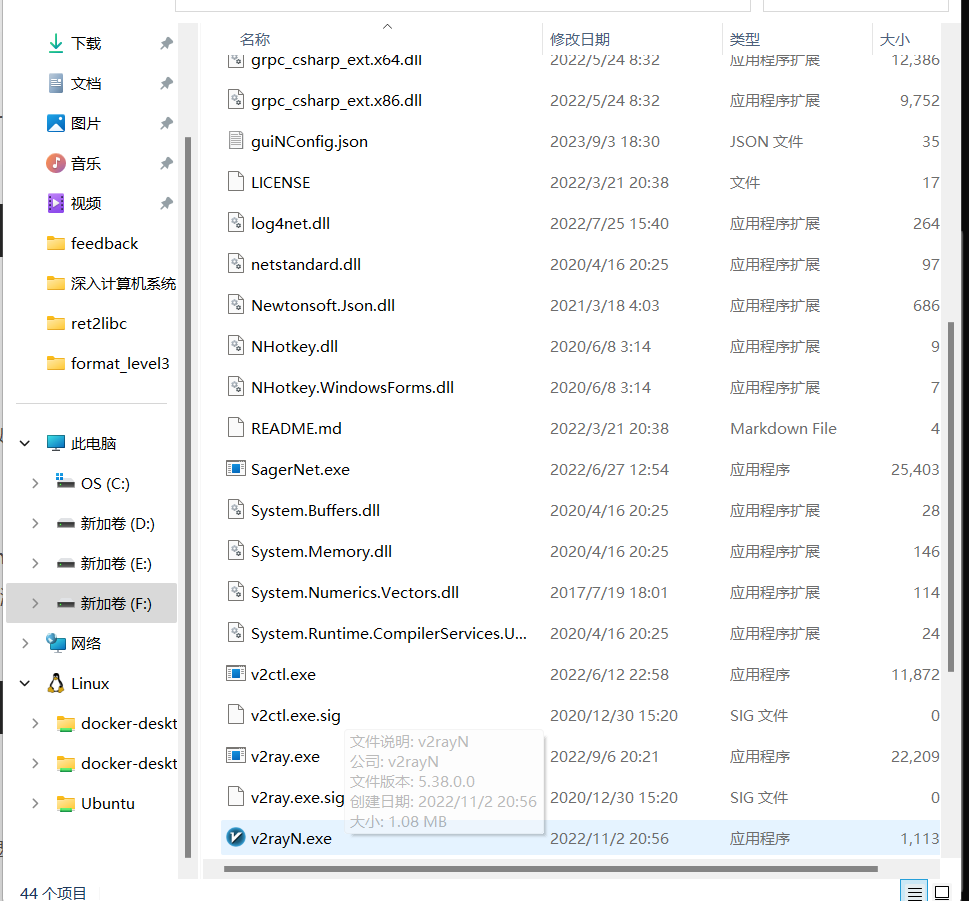 名称 修改日期 类型 大小
grpc_csharp_ext.x64.dll 2022/5/24 8:32 应用程序扩展 12,386
grpc_csharp_ext.x86.dll 2022/5/24 8:32 应用程序扩展 9,752
guiNConfig.json 2023/9/3 18:30 JSON 文件 35
LICENSE 2022/3/21 20:38 文件 17
log4net.dll 2022/7/25 15:40 应用程序扩展 264
netstandard.dll 2020/4/16 20:25 应用程序扩展 97
Newtonsoft.Json.dll 2021/3/18 4:03 应用程序扩展 686
NHotkey.dll 2020/6/8 3:14 应用程序扩展 9
NHotkey.WindowsForms.dll 2020/6/8 3:14 应用程序扩展 7
README.md 2022/3/21 20:38 Markdown File 4
SagerNet.exe 2022/6/27 12:54 应用程序 25,403
System.Buffers.dll 2020/4/16 20:25 应用程序扩展 28
System.Memory.dll 2020/4/16 20:25 应用程序扩展 146
System.Numerics.Vectors.dll 2017/7/19 18:01 应用程序扩展 114
System.Runtime.CompilerServices.U... 2020/4/16 20:25 应用程序扩展 24
v2ctl.exe 2022/6/12 22:58 应用程序 11,872
v2ctl.exe.sig 2020/12/30 15:20 SIG 文件 0
v2ray.exe 2022/9/6 20:21 应用程序 22,209
v2ray.exe.sig 2020/12/30 15:20 SIG 文件 0
v2rayN.exe 2022/11/2 20:56 应用程序 1,113
文件说明: v2rayN
公司: v2rayN
文件版本: 5.38.0.0
创建日期: 2022/11/2 20:56
大小: 1.08 MB
下载
文档
图片
音乐
视频
feedback
深入计算机系统
ret2libc
format_level3
此电脑
OS (C:)
新加卷 (D:)
新加卷 (E:)
新加卷 (F:)
网络
Linux
docker-deskt
docker-deskt
Ubuntu
44 个项目